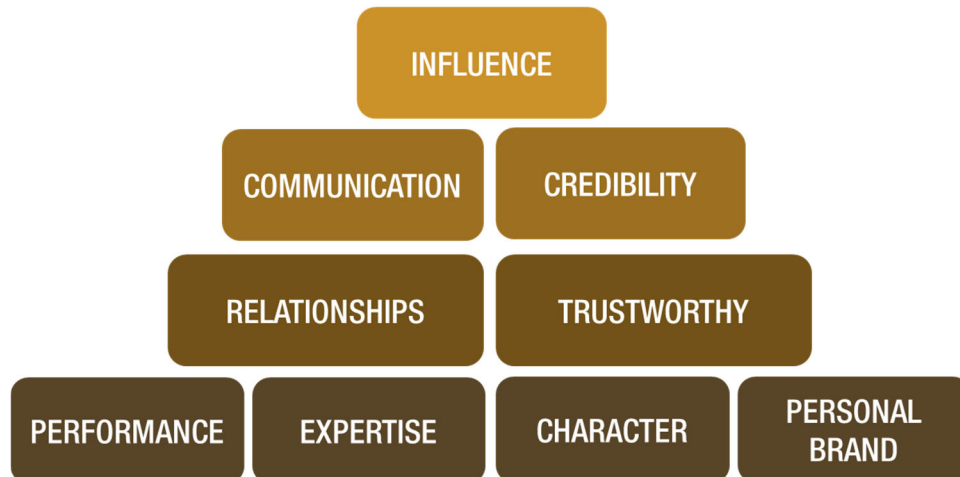 INFLUENCE
COMMUNICATION
CREDIBILITY
RELATIONSHIPS
TRUSTWORTHY
PERFORMANCE
EXPERTISE
CHARACTER
PERSONAL
BRAND